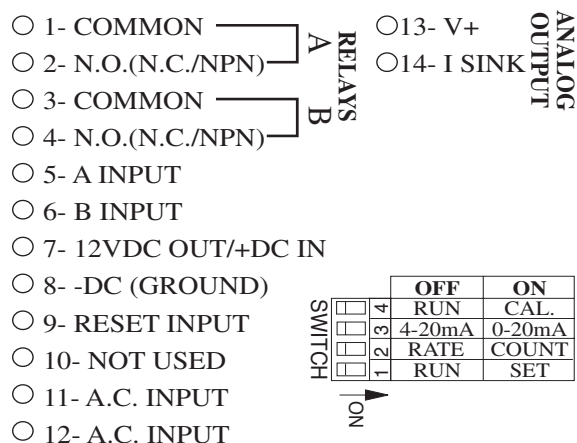 1- COMMON
2- N.O.(N.C./NPN)
3- COMMON
4- N.O.(N.C./NPN)
A
B
RELAYS
5- A INPUT
6- B INPUT
7- 12VDC OUT/+DC IN
8- -DC (GROUND)
9- RESET INPUT
10- NOT USED
11- A.C. INPUT
12- A.C. INPUT
13- V+
14- I SINK
ANALOG
OUTPUT
SWITCH
OFF ON
4 RUN CAL.
3 4-20mA 0-20mA
2 RATE COUNT
1 RUN SET
ON